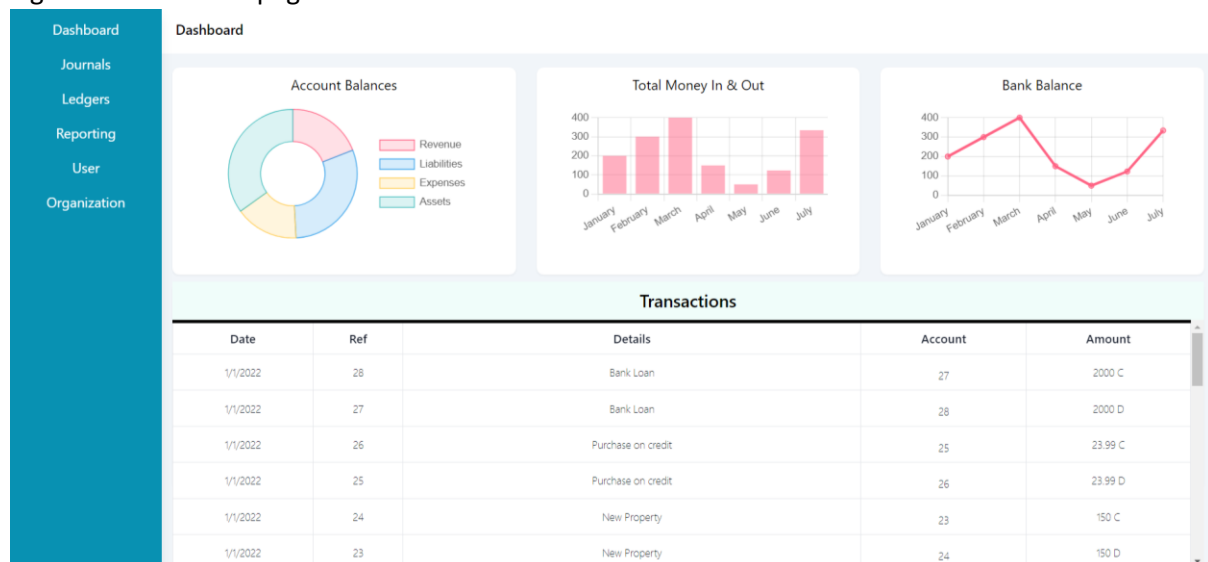 Dashboard
Journals
Ledgers
Reporting
User
Organization
Dashboard
Account Balances
Revenue
Liabilities
Expenses
Assets
Total Money In & Out
400
300
200
100
0
January February March April May June July
Bank Balance
400
300
200
100
0
January February March April May June July
Transactions
Date Ref Details Account Amount
1/1/2022 28 Bank Loan 27 2000 C
1/1/2022 27 Bank Loan 28 2000 D
1/1/2022 26 Purchase on credit 25 23.99 C
1/1/2022 25 Purchase on credit 26 23.99 D
1/1/2022 24 New Property 23 150 C
1/1/2022 23 New Property 24 150 D